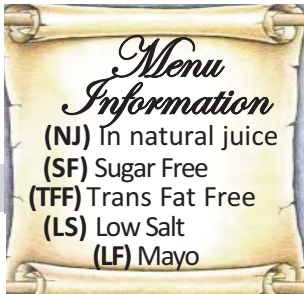 Menu
Information
(NJ) In natural juice
(SF) Sugar Free
(TFF) Trans Fat Free
(LS) Low Salt
(LF) Mayo